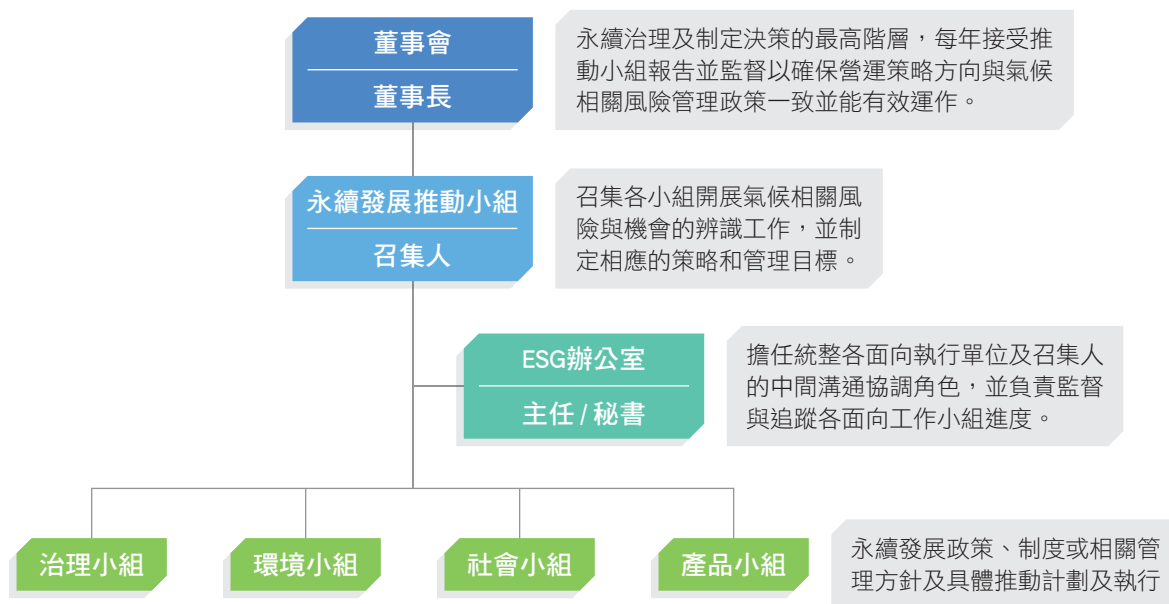 董事會
董事長
永續治理及制定決策的最高階層，每年接受推
動小組報告並監督以確保營運策略方向與氣候
相關風險管理政策一致並能有效運作。
永續發展推動小組
召集人
召集各小組開展氣候相關風
險與機會的辨識工作，並制
定相應的策略和管理目標。
ESG辦公室
主任 / 秘書
擔任統整各面向執行單位及召集人
的中間溝通協調角色，並負責監督
與追蹤各面向工作小組進度。
治理小組
環境小組
社會小組
產品小組
永續發展政策、制度或相關管
理方針及具體推動計劃及執行